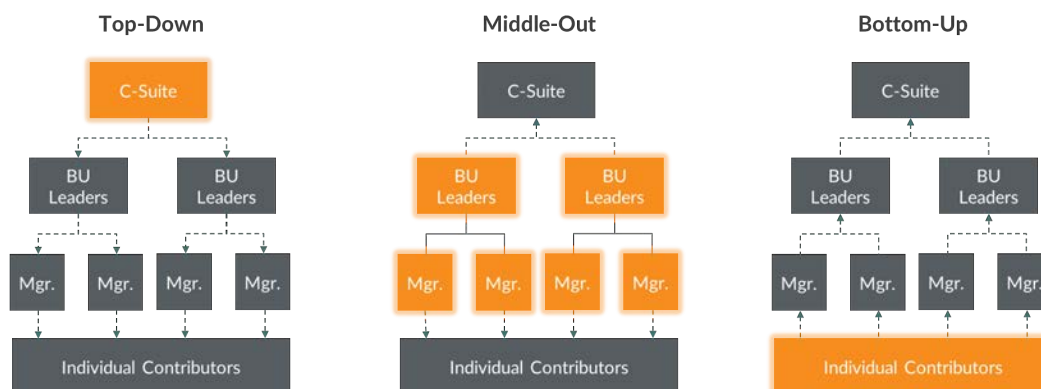 Top-Down
C-Suite
BU
Leaders
BU
Leaders
Mgr.
Mgr.
Mgr.
Mgr.
Individual Contributors
Middle-Out
C-Suite
BU
Leaders
BU
Leaders
Mgr.
Mgr.
Mgr.
Mgr.
Individual Contributors
Bottom-Up
C-Suite
BU
Leaders
BU
Leaders
Mgr.
Mgr.
Mgr.
Mgr.
Individual Contributors